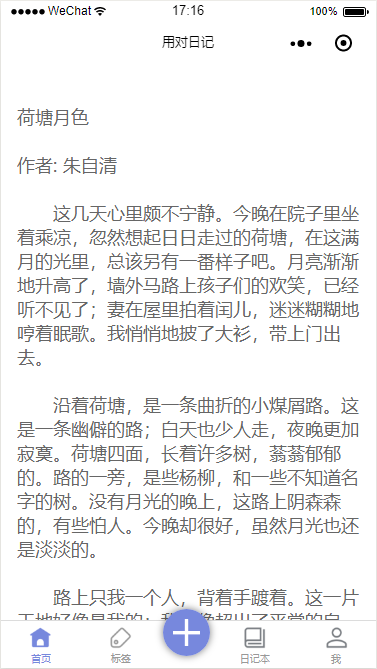 WeChat 17:16 100%
用对日记
荷塘月色
作者: 朱自清
这几天心里颇不宁静。今晚在院子里坐
着乘凉，忽然想起日日走过的荷塘，在这满
月的光里，总该另有一番样子吧。月亮渐渐
地升高了，墙外马路上孩子们的欢笑，已经
听不见了；妻在屋里拍着闰儿，迷迷糊糊地
哼着眠歌。我悄悄地披了大衫，带上门出
去。
沿着荷塘，是一条曲折的小煤屑路。这
是一条幽僻的路；白天也少人走，夜晚更加
寂寞。荷塘四面，长着许多树，蓊蓊郁郁
的。路的一旁，是些杨柳，和一些不知道名
字的树。没有月光的晚上，这路上阴森森
的，有些怕人。今晚却很好，虽然月光也还
是淡淡的。
路上只我一个人，背着手踱着。这一片
首页 标签 日记本 我